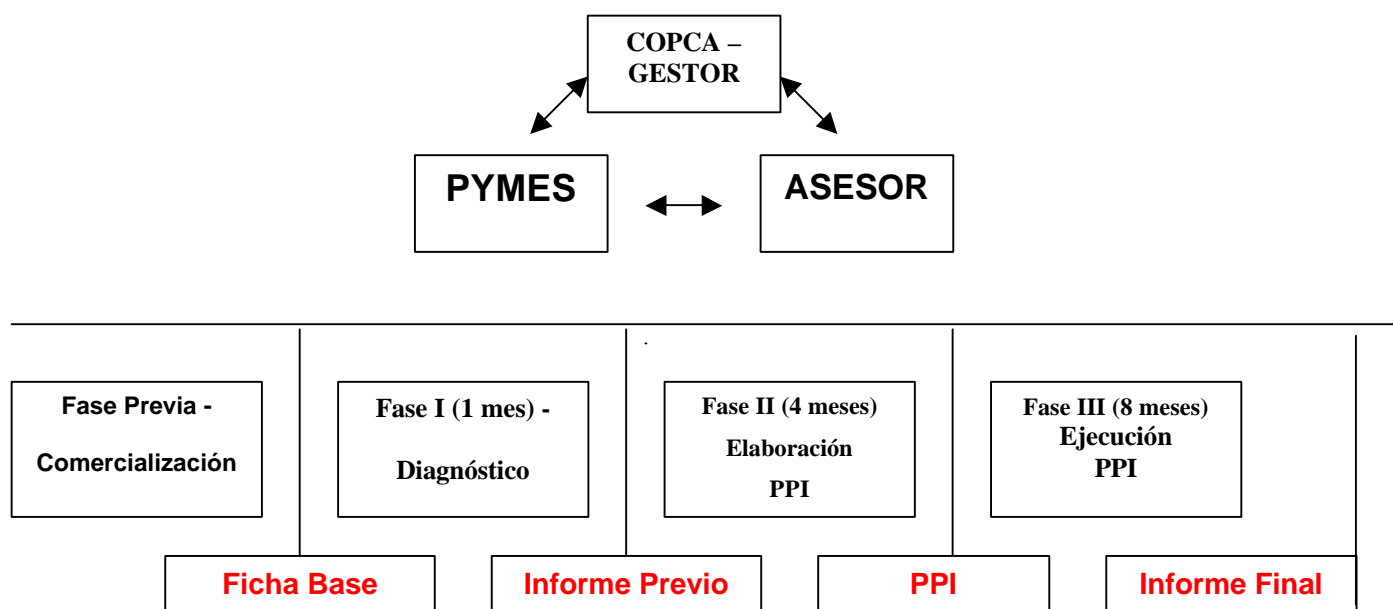 COPCA –
GESTOR
PYMES
ASESOR
Fase Previa -
Comercialización
Fase I (1 mes) -
Diagnóstico
Fase II (4 meses)
Elaboración
PPI
Fase III (8 meses)
Ejecución
PPI
Ficha Base
Informe Previo
PPI
Informe Final